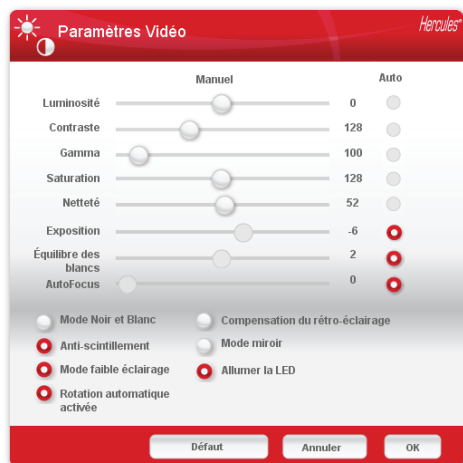 Paramètres Vidéo
Hercules®
Manuel
Auto
Luminosité 0
Contraste 128
Gamma 100
Saturation 128
Netteté 52
Exposition -6
Équilibre des
blancs 2
AutoFocus 0
Mode Noir et Blanc
Compensation du rétro-éclairage
Anti-scintillement
Mode miroir
Mode faible éclairage
Allumer la LED
Rotation automatique
activée
Défaut
Annuler
OK